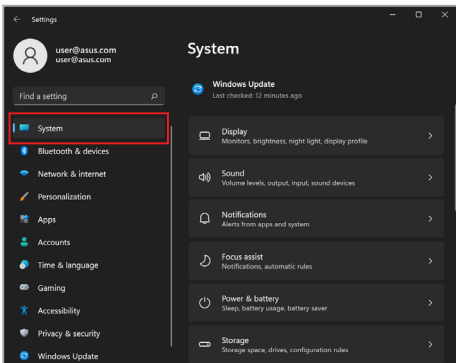 Settings
user@asus.com
user@asus.com
Find a setting
System
Bluetooth & devices
Network & internet
Personalization
Apps
Accounts
Time & language
Gaming
Accessibility
Privacy & security
Windows Update
System
Windows Update
Last checked: 12 minutes ago
Display
Monitors, brightness, night light, display profile
Sound
Volume levels, output, input, sound devices
Notifications
Alerts from apps and system
Focus assist
Notifications, automatic rules
Power & battery
Sleep, battery usage, battery saver
Storage
Storage space, drives, configuration rules